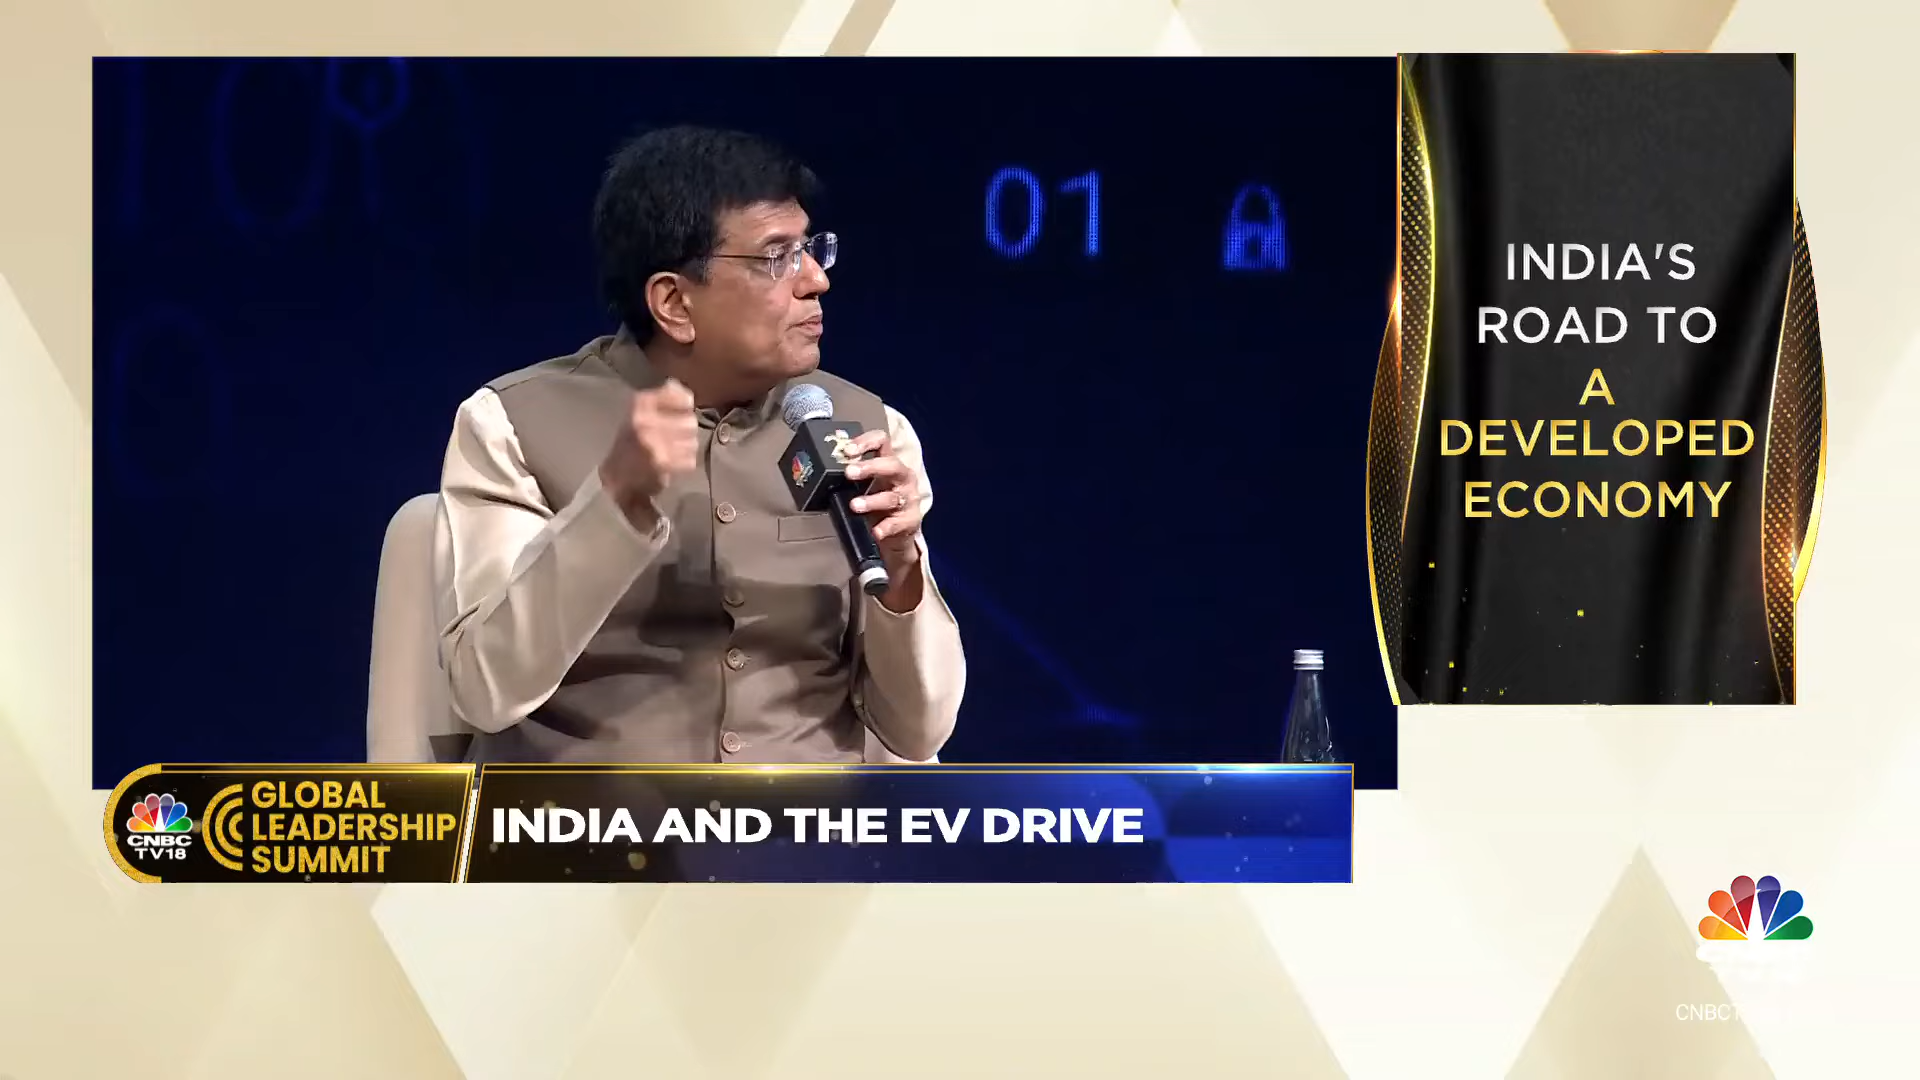 01
INDIA'S
ROAD TO
A
DEVELOPED
ECONOMY
CNBC
TV18
GLOBAL
LEADERSHIP
SUMMIT
INDIA AND THE EV DRIVE